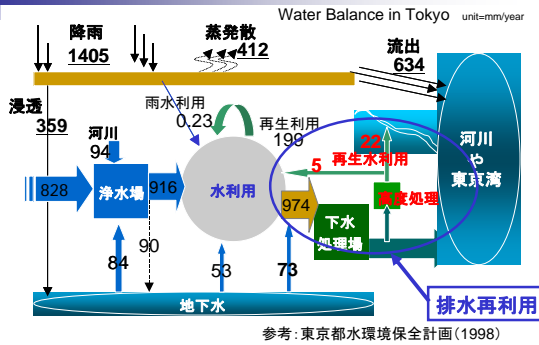 Water Balance in Tokyo unit=mm/year
降雨
1405
蒸発散
412
流出
634
浸透
359
雨水利用
0.23
再生利用
199
河川
94
22
5
再生水利用
河川
や
東京湾
828
浄水場
916
水利用
974
高度処理
下水
処理場
90
84
53
73
地下水
排水再利用
参考:東京都水環境保全計画(1998)